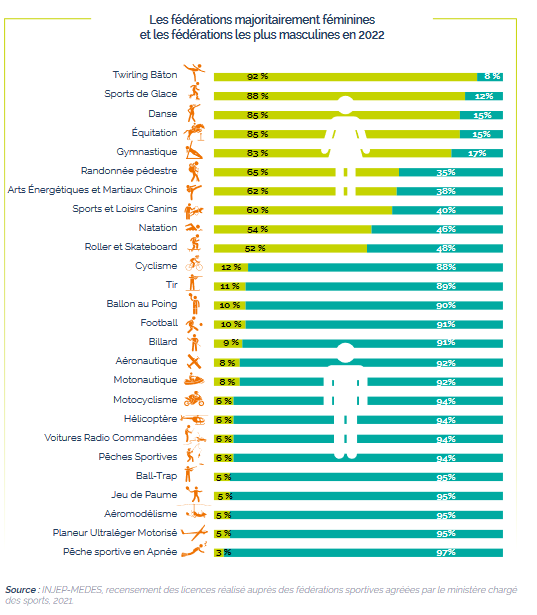 Les fédérations majoritairement féminines
et les fédérations les plus masculines en 2022
Twirling Bâton 92 % 8 %
Sports de Glace 88 % 12%
Danse 85 % 15%
Équitation 85 % 15%
Gymnastique 83 % 17%
Randonnée pédestre 65 % 35%
Arts Énergétiques et Martiaux Chinois 62 % 38%
Sports et Loisirs Canins 60 % 40%
Natation 54 % 46%
Roller et Skateboard 52 % 48%
Cyclisme 12 % 88%
Tir 11 % 89%
Ballon au Poing 10 % 90%
Football 10 % 91%
Billard 9 % 91%
Aéronautique 8 % 92%
Motonautique 8 % 92%
Motocyclisme 6 % 94%
Hélicoptère 6 % 94%
Voitures Radio Commandées 6 % 94%
Pêches Sportives 6 % 94%
Ball-Trap 5 % 95%
Jeu de Paume 5 % 95%
Aéromodélisme 5 % 95%
Planeur Ultraléger Motorisé 5 % 95%
Pêche sportive en Apnée 3 % 97%
Source : INJEP-MEDES, recensement des licences réalisé auprès des fédérations sportives agréées par le ministère chargé
dos sports, 2021.